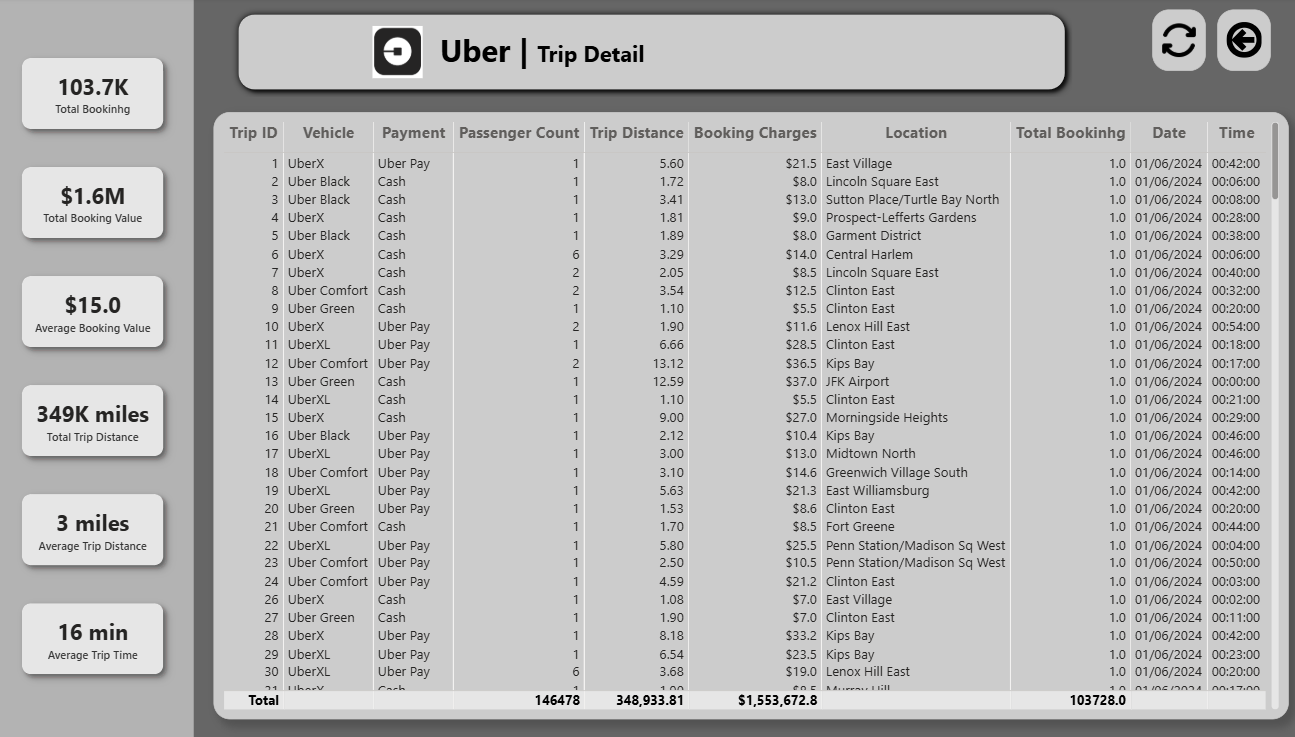 Uber | Trip Detail
103.7K
Total Bookinhg
$1.6M
Total Booking Value
$15.0
Average Booking Value
349K miles
Total Trip Distance
3 miles
Average Trip Distance
16 min
Average Trip Time
Trip ID Vehicle Payment Passenger Count Trip Distance Booking Charges Location Total Bookinhg Date Time
1 UberX Uber Pay 1 5.60 $21.5 East Village 1.0 01/06/2024 00:42:00
2 Uber Black Cash 1 1.72 $8.0 Lincoln Square East 1.0 01/06/2024 00:06:00
3 Uber Black Cash 1 3.41 $13.0 Sutton Place/Turtle Bay North 1.0 01/06/2024 00:08:00
4 UberX Cash 1 1.81 $9.0 Prospect-Lefferts Gardens 1.0 01/06/2024 00:28:00
5 Uber Black Cash 1 1.89 $8.0 Garment District 1.0 01/06/2024 00:38:00
6 UberX Cash 6 3.29 $14.0 Central Harlem 1.0 01/06/2024 00:06:00
7 UberX Cash 2 2.05 $8.5 Lincoln Square East 1.0 01/06/2024 00:40:00
8 Uber Comfort Cash 2 3.54 $12.5 Clinton East 1.0 01/06/2024 00:32:00
9 Uber Green Cash 1 1.10 $5.5 Clinton East 1.0 01/06/2024 00:20:00
10 UberX Uber Pay 2 1.90 $11.6 Lenox Hill East 1.0 01/06/2024 00:54:00
11 UberXL Uber Pay 1 6.66 $28.5 Clinton East 1.0 01/06/2024 00:18:00
12 Uber Comfort Uber Pay 2 13.12 $36.5 Kips Bay 1.0 01/06/2024 00:17:00
13 Uber Green Cash 1 12.59 $37.0 JFK Airport 1.0 01/06/2024 00:00:00
14 UberXL Cash 1 1.10 $5.5 Clinton East 1.0 01/06/2024 00:21:00
15 UberX Cash 1 9.00 $27.0 Morningside Heights 1.0 01/06/2024 00:29:00
16 Uber Black Uber Pay 1 2.12 $10.4 Kips Bay 1.0 01/06/2024 00:46:00
17 UberXL Uber Pay 1 3.00 $13.0 Midtown North 1.0 01/06/2024 00:46:00
18 Uber Comfort Uber Pay 1 3.10 $14.6 Greenwich Village South 1.0 01/06/2024 00:14:00
19 UberXL Uber Pay 1 5.63 $21.3 East Williamsburg 1.0 01/06/2024 00:42:00
20 Uber Green Uber Pay 1 1.53 $8.6 Clinton East 1.0 01/06/2024 00:20:00
21 Uber Comfort Cash 1 1.70 $8.5 Fort Greene 1.0 01/06/2024 00:44:00
22 UberXL Uber Pay 1 5.80 $25.5 Penn Station/Madison Sq West 1.0 01/06/2024 00:04:00
23 Uber Comfort Uber Pay 1 2.50 $10.5 Penn Station/Madison Sq West 1.0 01/06/2024 00:50:00
24 Uber Comfort Uber Pay 1 4.59 $21.2 Clinton East 1.0 01/06/2024 00:03:00
26 UberX Cash 1 1.08 $7.0 East Village 1.0 01/06/2024 00:02:00
27 Uber Green Cash 1 1.90 $7.0 Clinton East 1.0 01/06/2024 00:11:00
28 UberX Uber Pay 1 8.18 $33.2 Kips Bay 1.0 01/06/2024 00:42:00
29 UberXL Uber Pay 1 6.54 $23.5 Kips Bay 1.0 01/06/2024 00:23:00
30 UberXL Uber Pay 6 3.68 $19.0 Lenox Hill East 1.0 01/06/2024 00:20:00
Total 146478 348,933.81 $1,553,672.8 103728.0